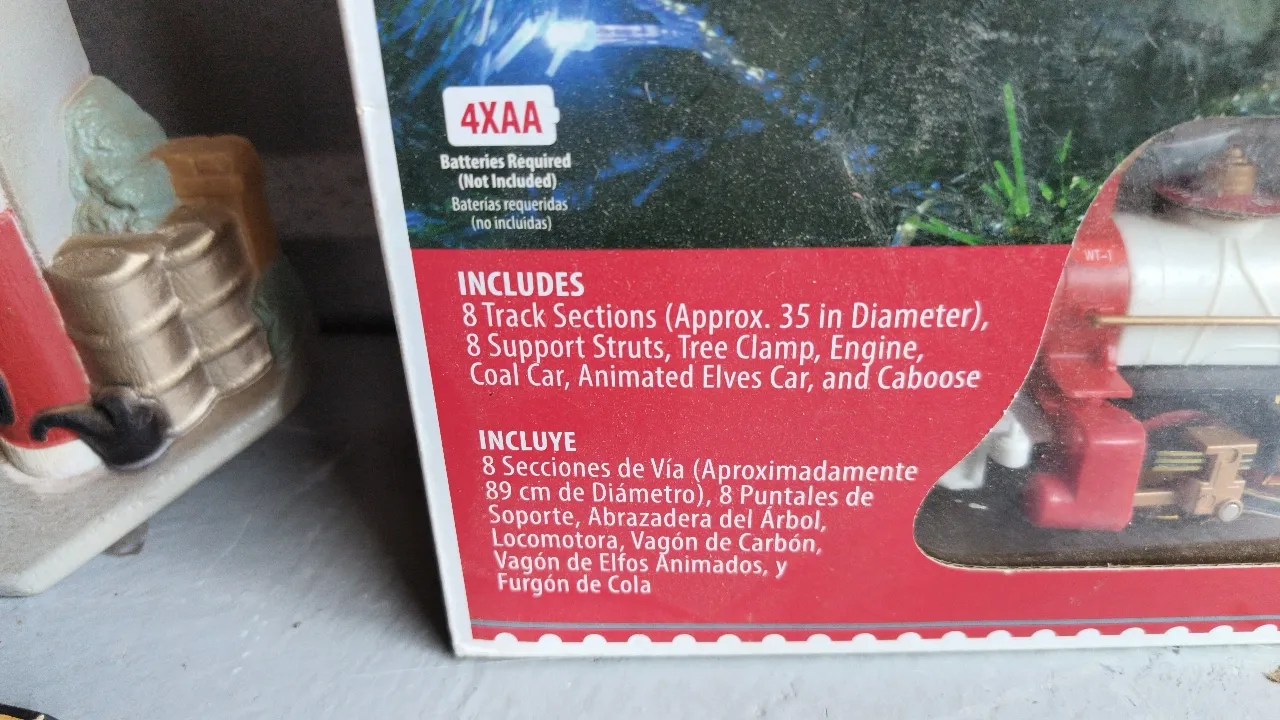 4XAA
Batteries Required
(Not Included)
Baterías requeridas
(no incluidas)
INCLUDES
8 Track Sections (Approx. 35 in Diameter),
8 Support Struts, Tree Clamp, Engine,
Coal Car, Animated Elves Car, and Caboose
INCLUYE
8 Secciones de Vía (Aproximadamente
89 cm de Diámetro), 8 Puntales de
Soporte, Abrazadera del Árbol,
Locomotora, Vagón de Carbón,
Vagón de Elfos Animados, y
Furgón de Cola
WT-1